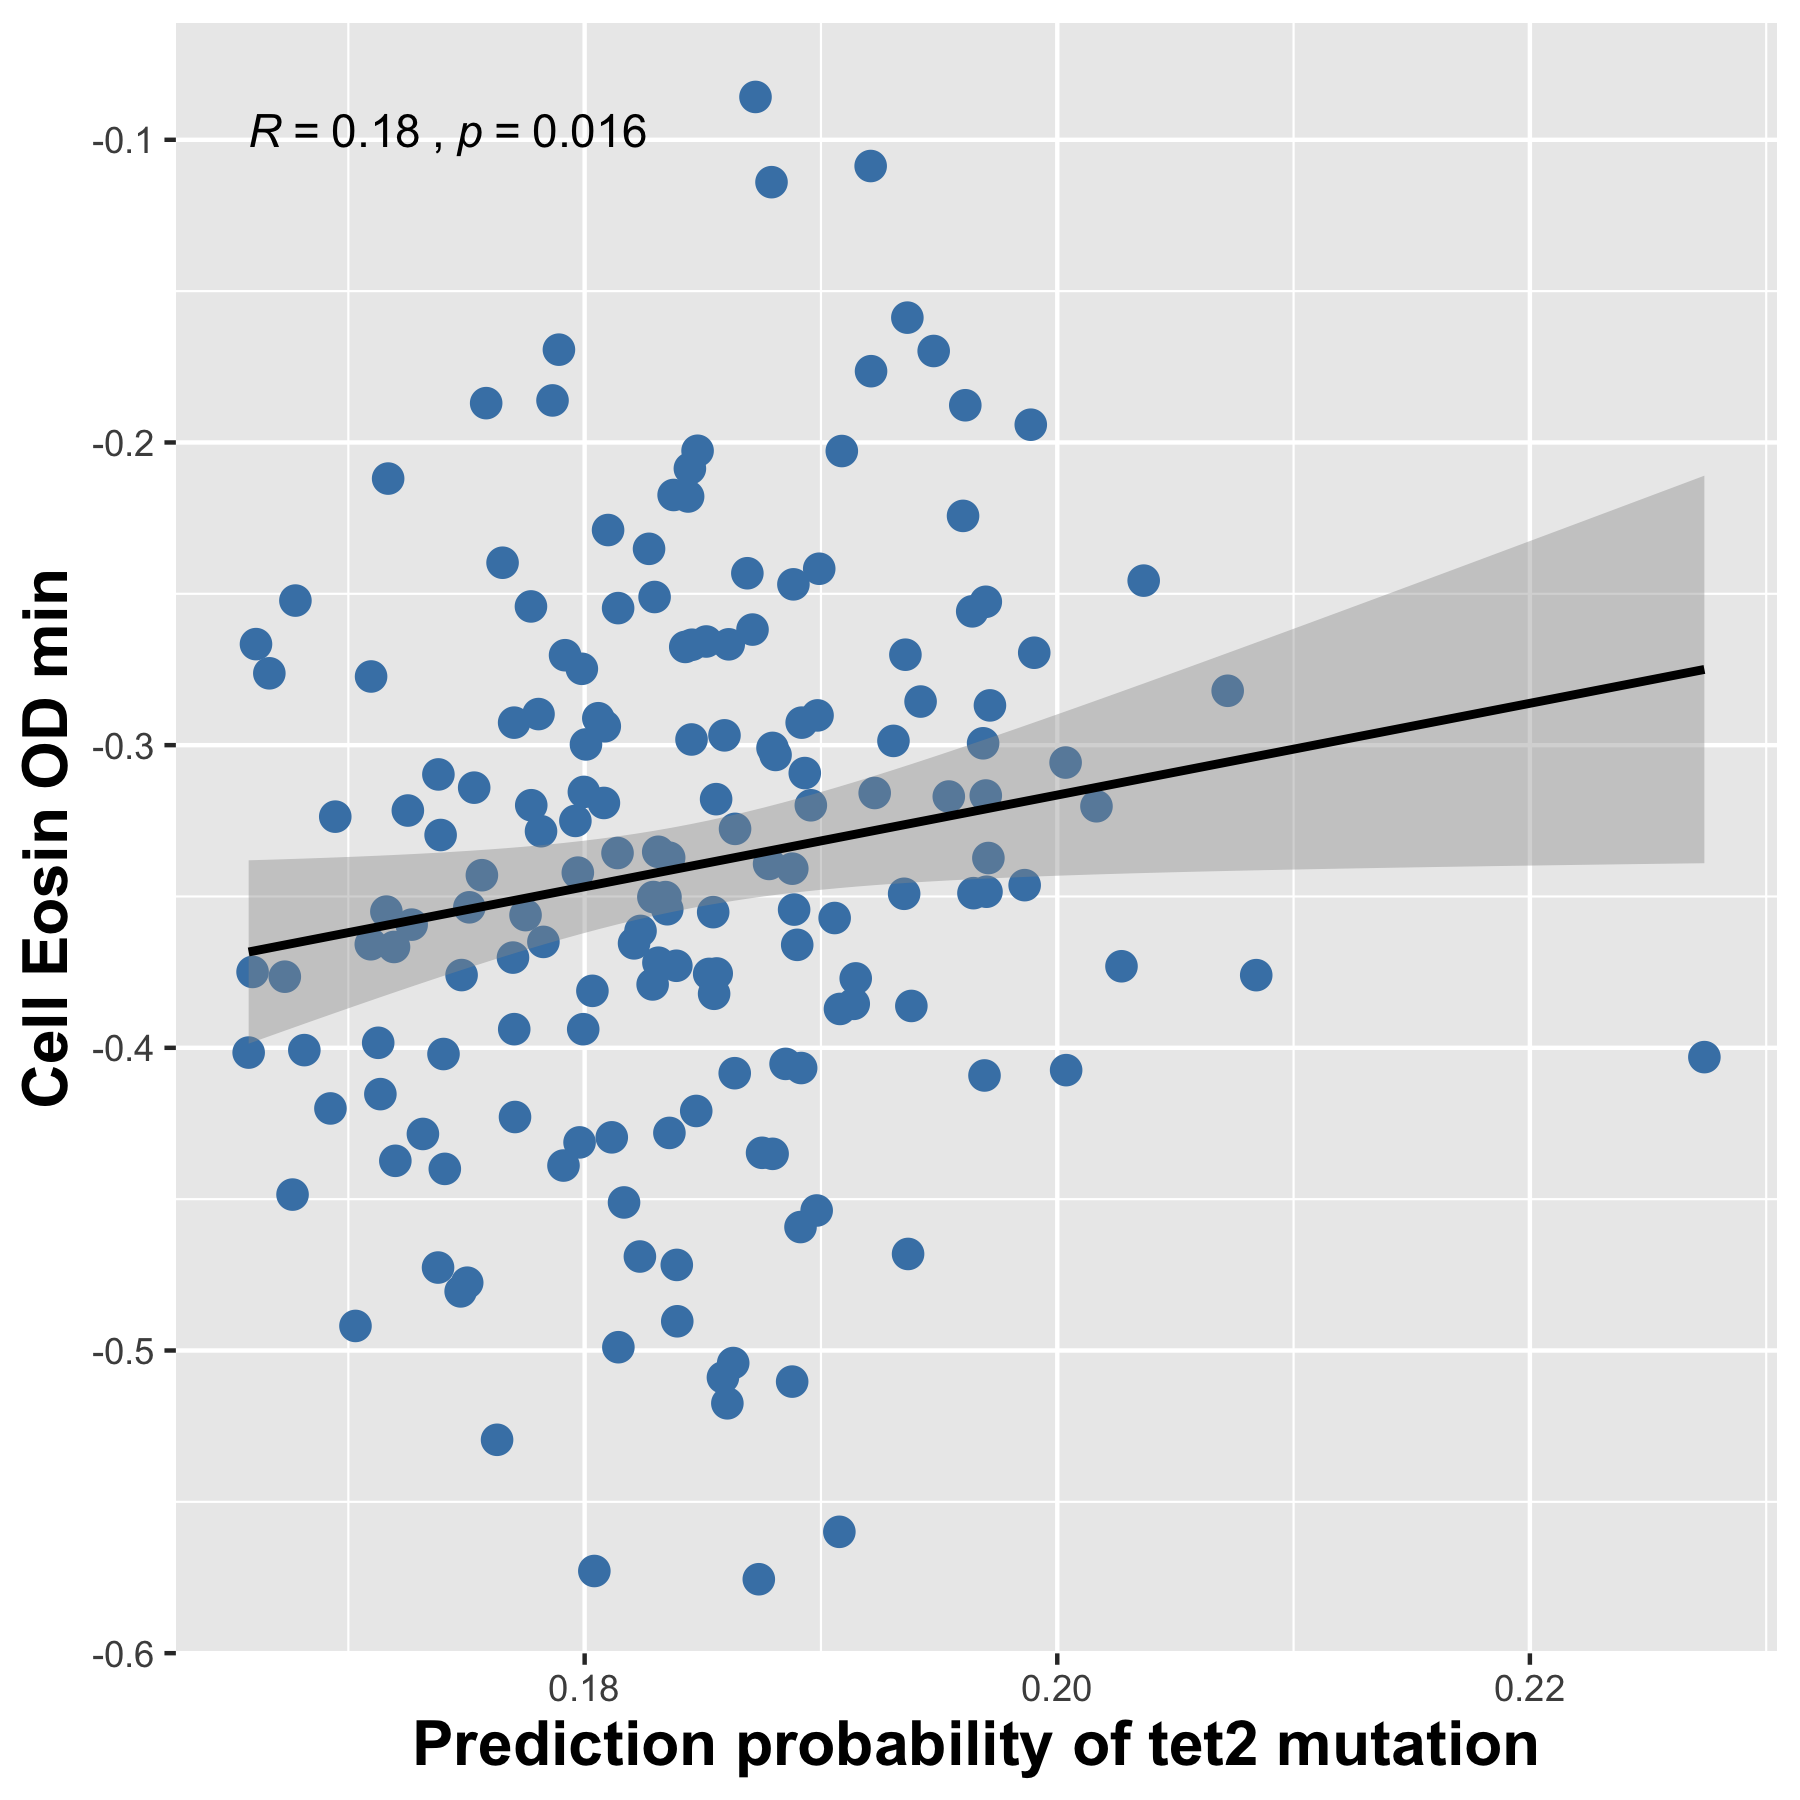 R = 0.18 , p = 0.016
-0.1
-0.2
-0.3
-0.4
-0.5
-0.6
Cell Eosin OD min
0.18 0.20 0.22
Prediction probability of tet2 mutation